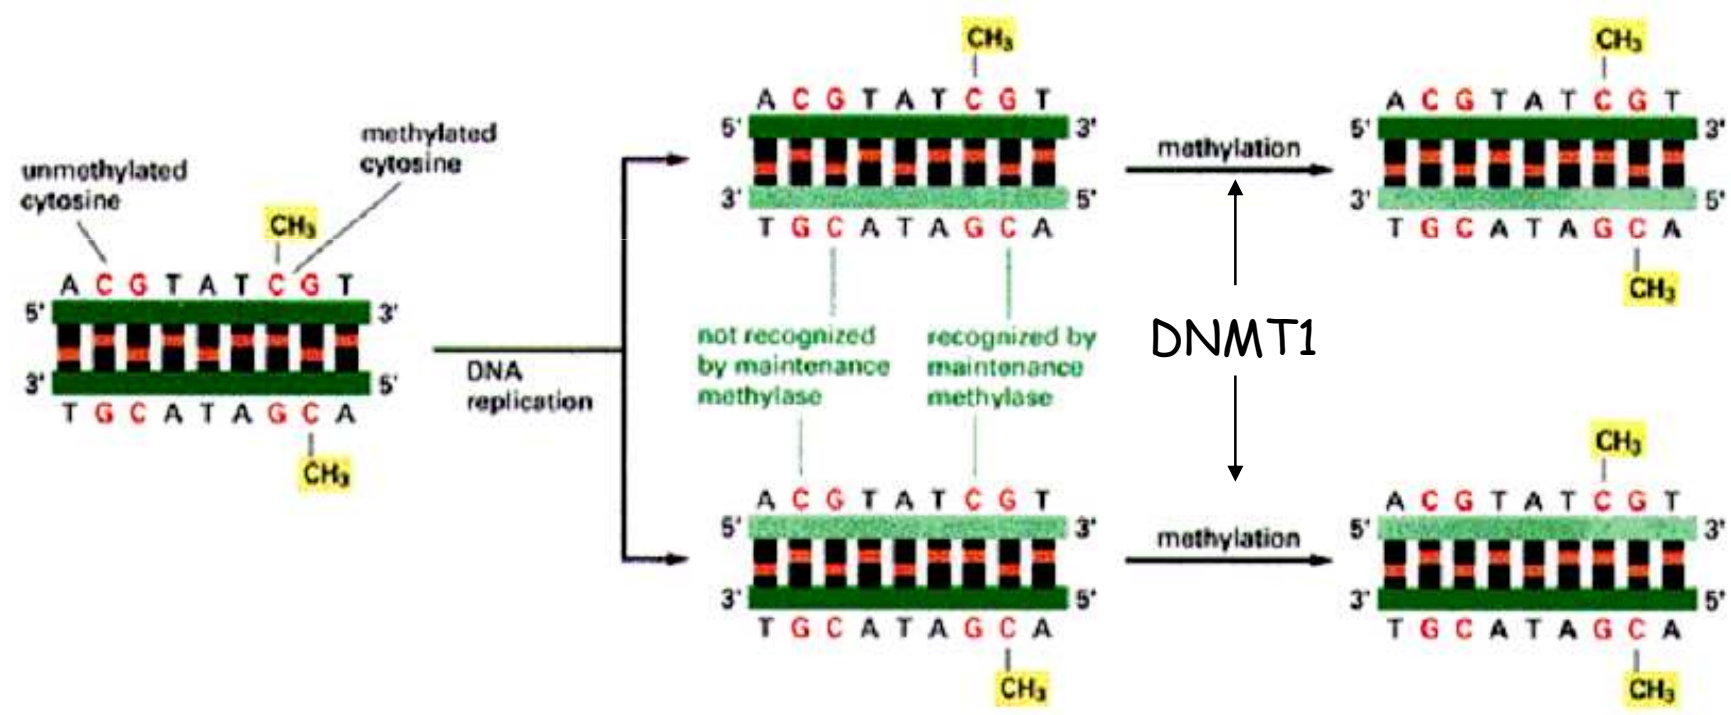 unmethylated
cytosine
methylated
cytosine
CH3
A C G T A T C G T
5' 3'
3' 5'
T G C A T A G C A
CH3
DNA
replication
CH3
A C G T A T C G T
5' 3'
3' 5'
T G C A T A G C A
not recognized
by maintenance
methylase
recognized by
maintenance
methylase
A C G T A T C G T
5' 3'
3' 5'
T G C A T A G C A
CH3
methylation
DNMT1
methylation
CH3
A C G T A T C G T
5' 3'
3' 5'
T G C A T A G C A
CH3
CH3
A C G T A T C G T
5' 3'
3' 5'
T G C A T A G C A
CH3